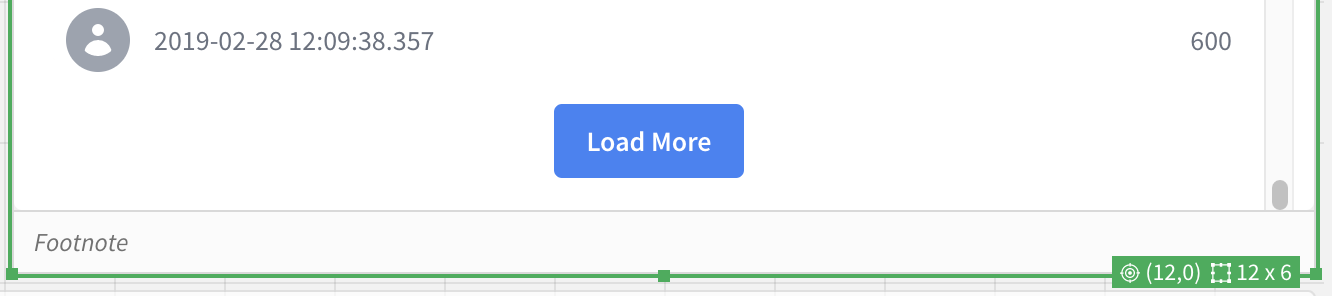 2019-02-28 12:09:38.357 600
Load More
Footnote
(12,0) 12 x 6